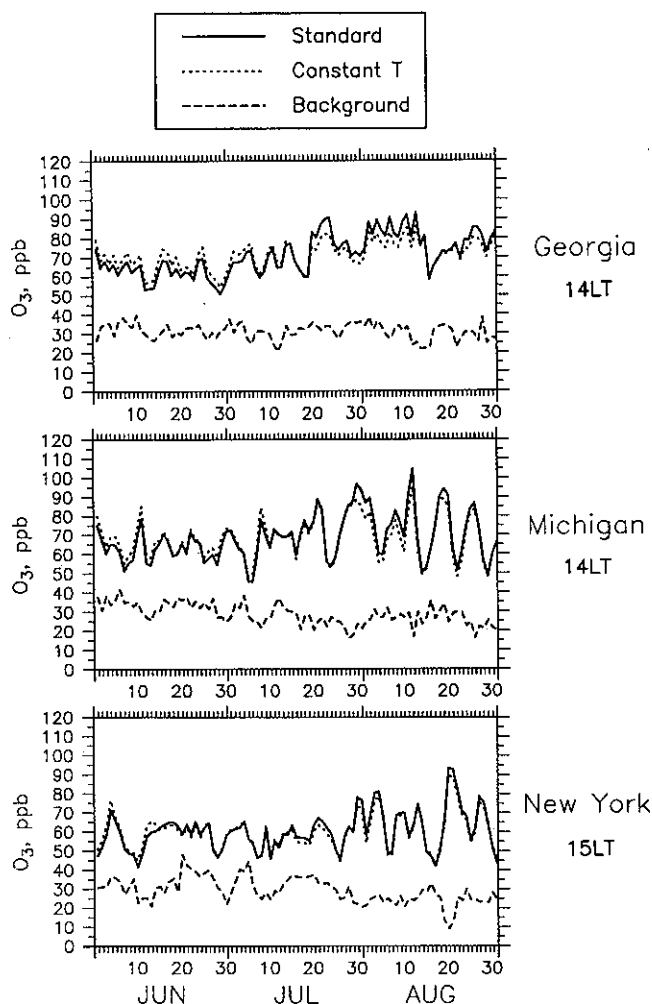 Standard
Constant T
Background
120
110
100
90
80
70
60
50
40
30
20
10
0
O₃, ppb
10 20 30 10 20 30 10 20 30
Georgia
14LT
120
110
100
90
80
70
60
50
40
30
20
10
0
O₃, ppb
10 20 30 10 20 30 10 20 30
Michigan
14LT
120
110
100
90
80
70
60
50
40
30
20
10
0
O₃, ppb
10 20 30 10 20 30 10 20 30
JUN JUL AUG
New York
15LT